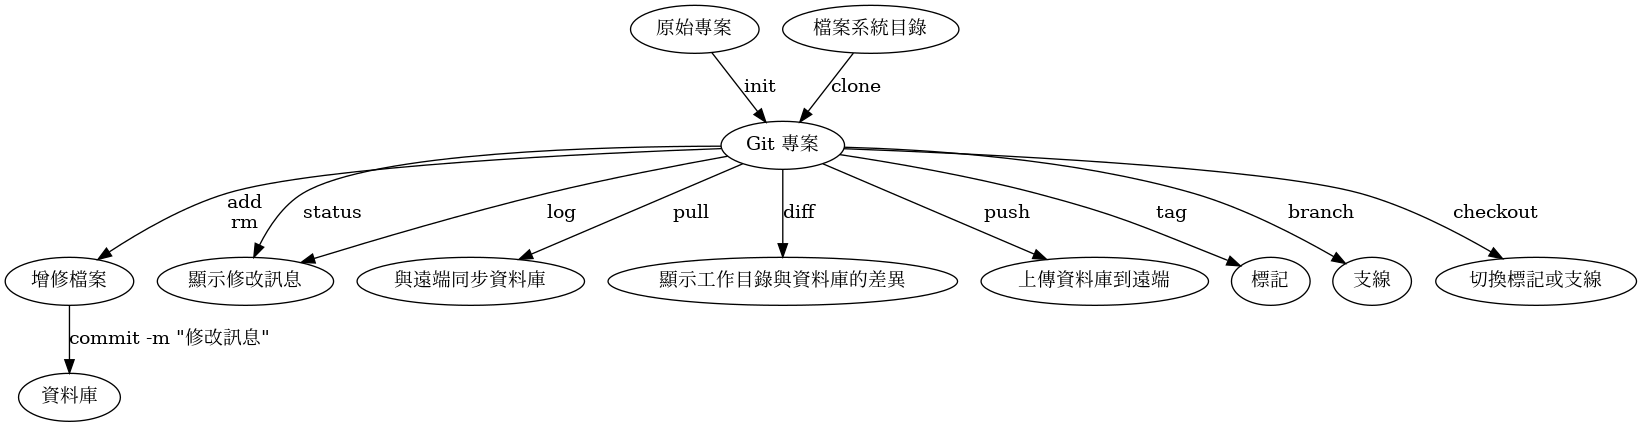 原始專案
檔案系統目錄
init
clone
Git 專案
add
rm
status
log
pull
diff
push
tag
branch
checkout
增修檔案
顯示修改訊息
與遠端同步資料庫
顯示工作目錄與資料庫的差異
上傳資料庫到遠端
標記
支線
切換標記或支線
commit -m "修改訊息"
資料庫